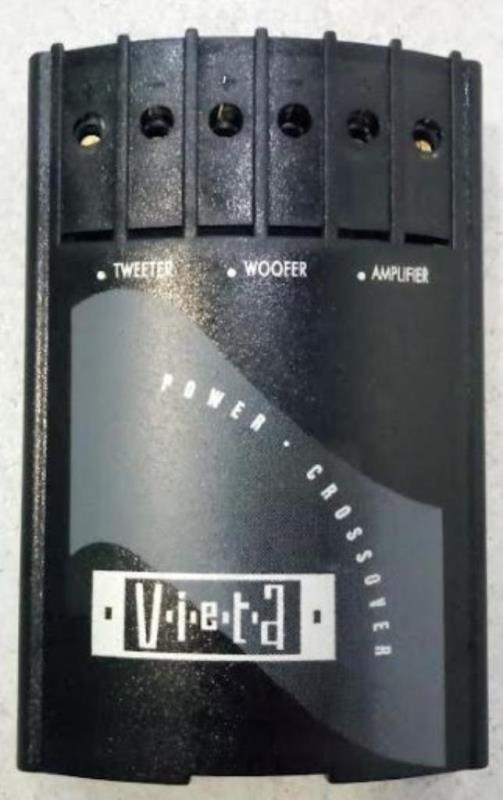 • TWEETER • WOOFER • AMPLIFIER
POWER · CROSSOVER
V·i·e·t·a